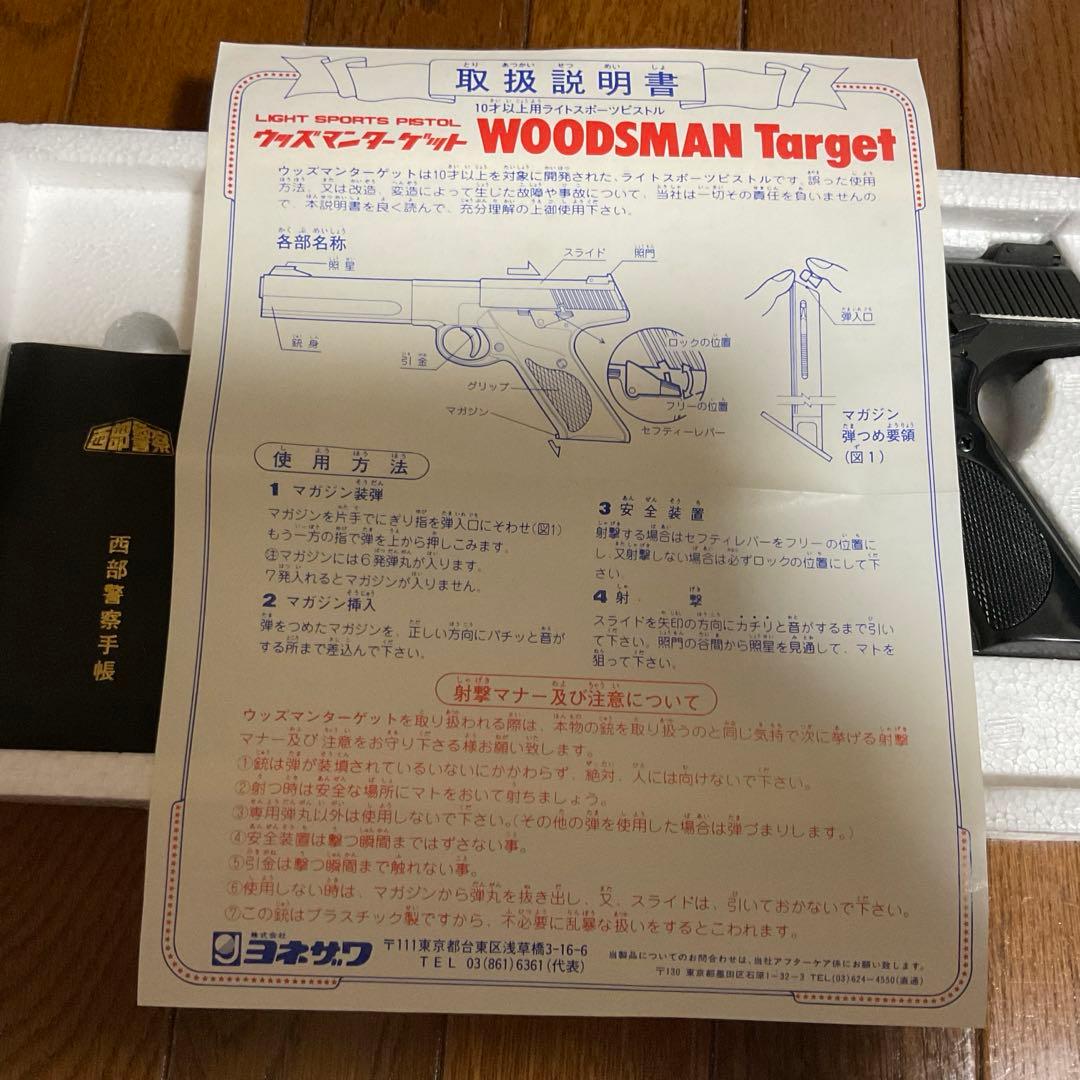 取扱説明書
10才以上用ライトスポーツピストル
LIGHT SPORTS PISTOL
ウッズマンターゲット WOODSMAN Target
ウッズマンターゲットは10才以上を対象に開発された、ライトスポーツピストルです。誤った使用
方法、又は改造、変造によって生じた故障や事故について、当社は一切その責任を負いませんの
で、本説明書を良く読んで、充分理解の上御使用下さい。
各部名称
照星
スライド
照門
銃身
引金
グリップ
マガジン
ロックの位置
フリーの位置
セフティーレバー
弾入口
マガジン
弾つめ要領
(図1)
使用方法
1 マガジン装弾
マガジンを片手でにぎり指を弾入口にそわせ(図1)
もう一方の指で弾を上から押しこみます。
㊟マガジンには6発弾丸が入ります。
7発入れるとマガジンが入りません。
2 マガジン挿入
弾をつめたマガジンを、正しい方向にパチッと音が
する所まで差込んで下さい。
3 安全装置
射撃する場合はセフティレバーをフリーの位置に
し、又射撃しない場合は必ずロックの位置にして下
さい。
4 射撃
スライドを矢印の方向にカチリと音がするまで引い
て下さい。照門の谷間から照星を見通して、マトを
狙って下さい。
射撃マナー及び注意について
ウッズマンターゲットを取り扱われる際は、本物の銃を取り扱うのと同じ気持で次に挙げる射撃
マナー及び注意をお守り下さる様お願い致します。
①銃は弾が装填されているいないにかかわらず、絶対、人には向けないで下さい。
②射つ時は安全な場所にマトをおいて射ちましょう。
③専用弾丸以外は使用しないで下さい。(その他の弾を使用した場合は弾づまりします。)
④安全装置は撃つ瞬間まではずさない事。
⑤引金は撃つ瞬間まで触れない事。
⑥使用しない時は、マガジンから弾丸を抜き出し、又、スライドは、引いておかないで下さい。
⑦この銃はプラスチック製ですから、不必要に乱暴な扱いをするとこわれます。
株式会社
ヨネザワ
〒111東京都台東区浅草橋3-16-6
TEL 03(861)6361(代表)
当製品についてのお問合わせは、当社アフターケア係にお願い致します。
〒130 東京都墨田区石原1-32-3 TEL(03)624-4550(直通)
西部警察
西部警察手帳